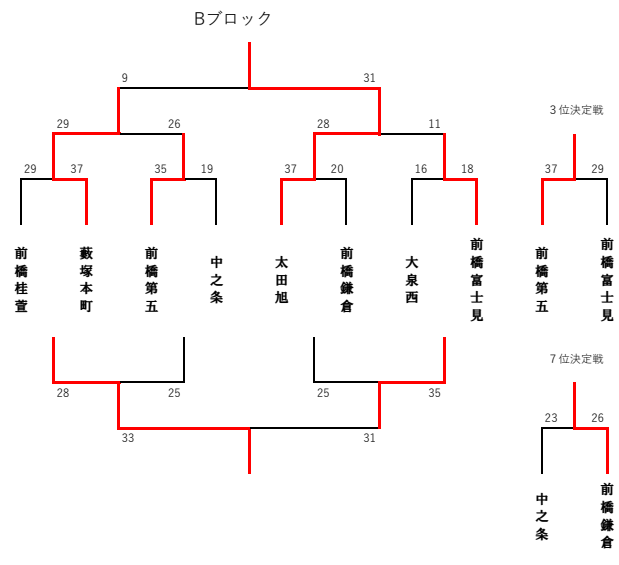 Bブロック
9 31
3位決定戦
29 26 28 11
29 37 35 19 37 20 16 18 37 29
前橋桂萱
藪塚本町
前橋第五
中之条
太田旭
前橋鎌倉
大泉西
前橋富士見
前橋第五
前橋富士見
7位決定戦
28 25 25 35
23 26
33 31
中之条
前橋鎌倉